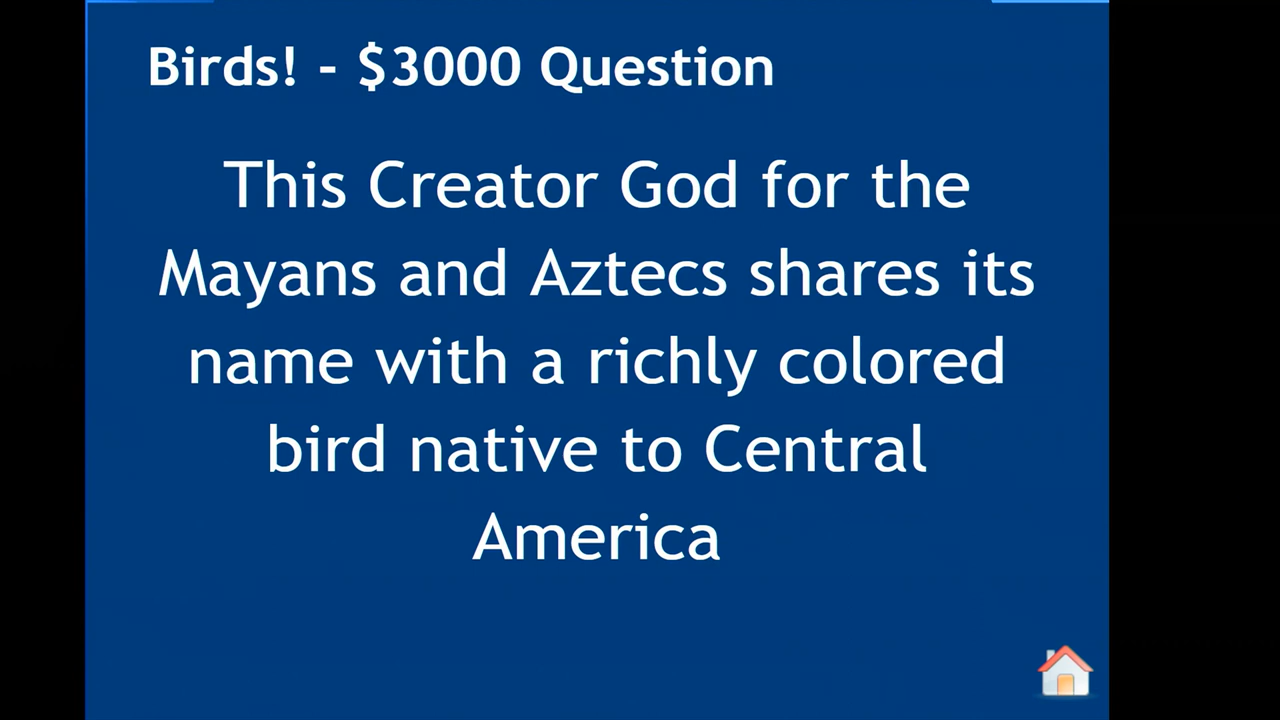 Birds! - $3000 Question
This Creator God for the
Mayans and Aztecs shares its
name with a richly colored
bird native to Central
America